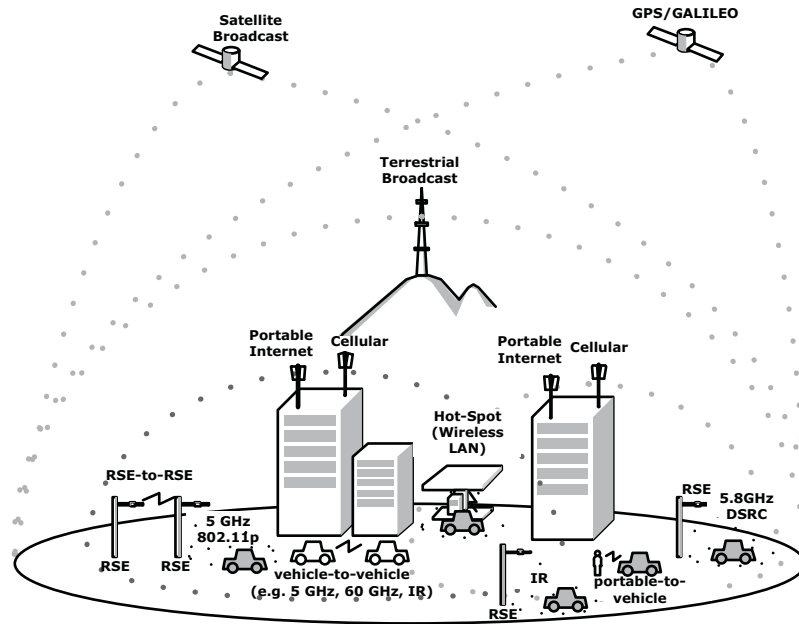 Satellite
Broadcast
GPS/GALILEO
Terrestrial
Broadcast
Portable
Internet
Cellular
Portable
Internet
Cellular
Hot-Spot
(Wireless
LAN)
RSE-to-RSE
RSE
RSE
5 GHz
802.11p
vehicle-to-vehicle
(e.g. 5 GHz, 60 GHz, IR)
RSE
IR
portable-to-
vehicle
RSE
5.8GHz
DSRC